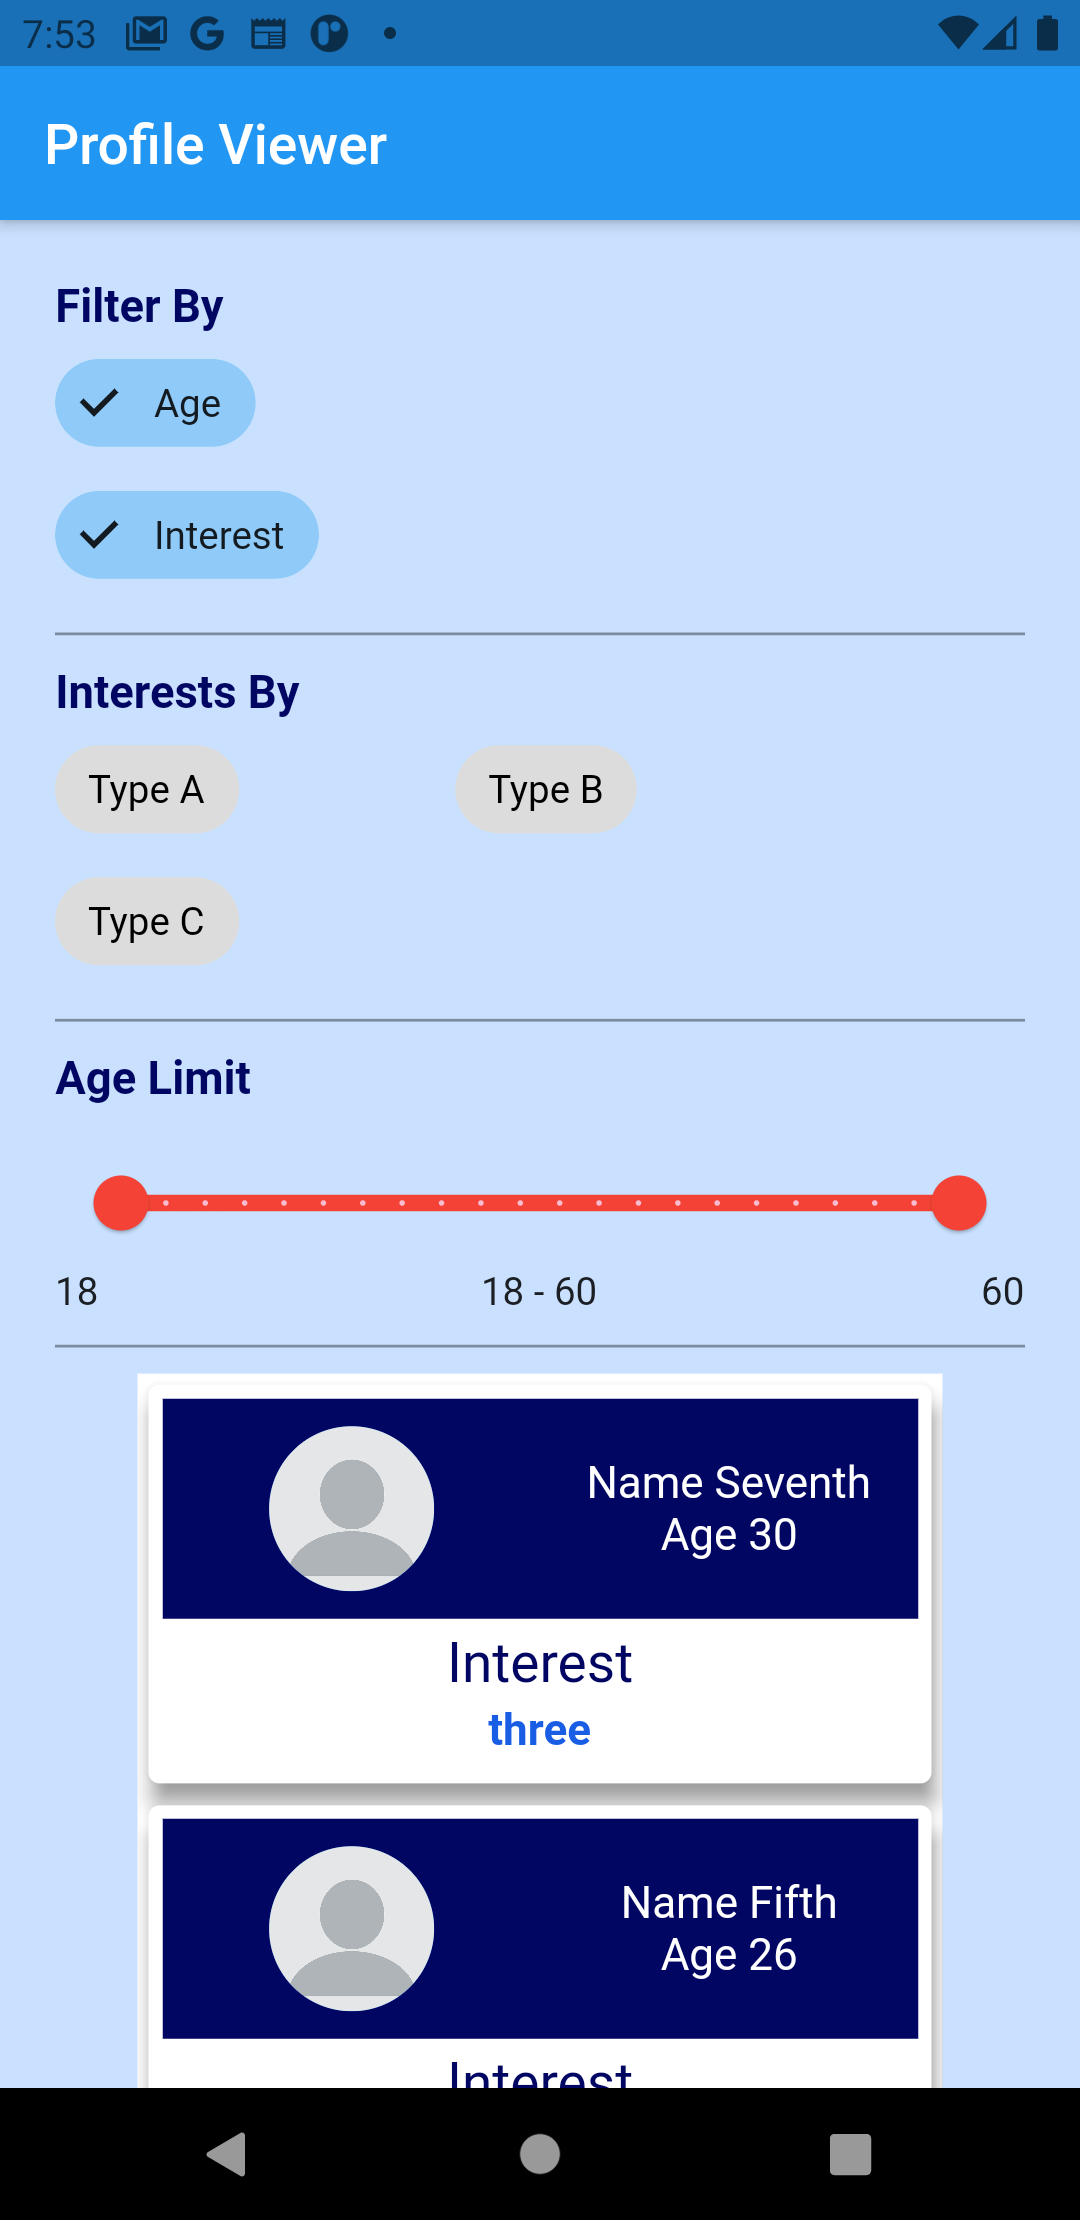 7:53
Profile Viewer
Filter By
Age
Interest
Interests By
Type A
Type B
Type C
Age Limit
18
18 - 60
60
Name Seventh
Age 30
Interest
three
Name Fifth
Age 26
Interest